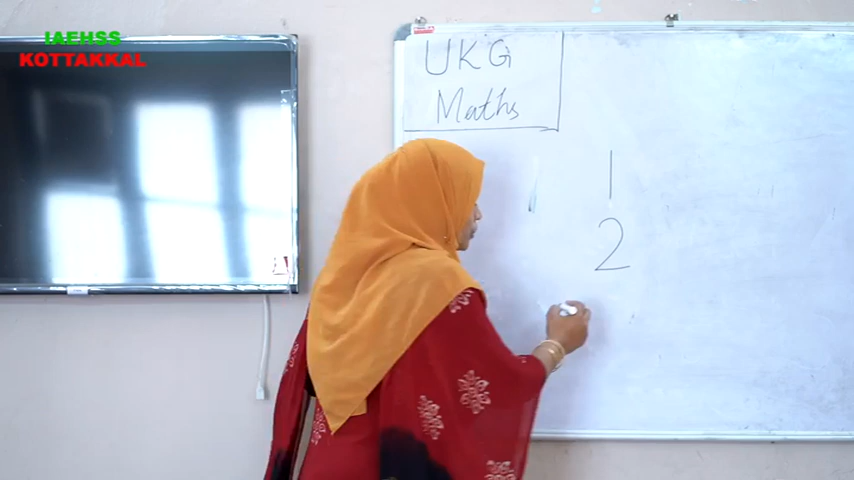 IAEHSS
KOTTAKKAL
UKG
Maths
1
2